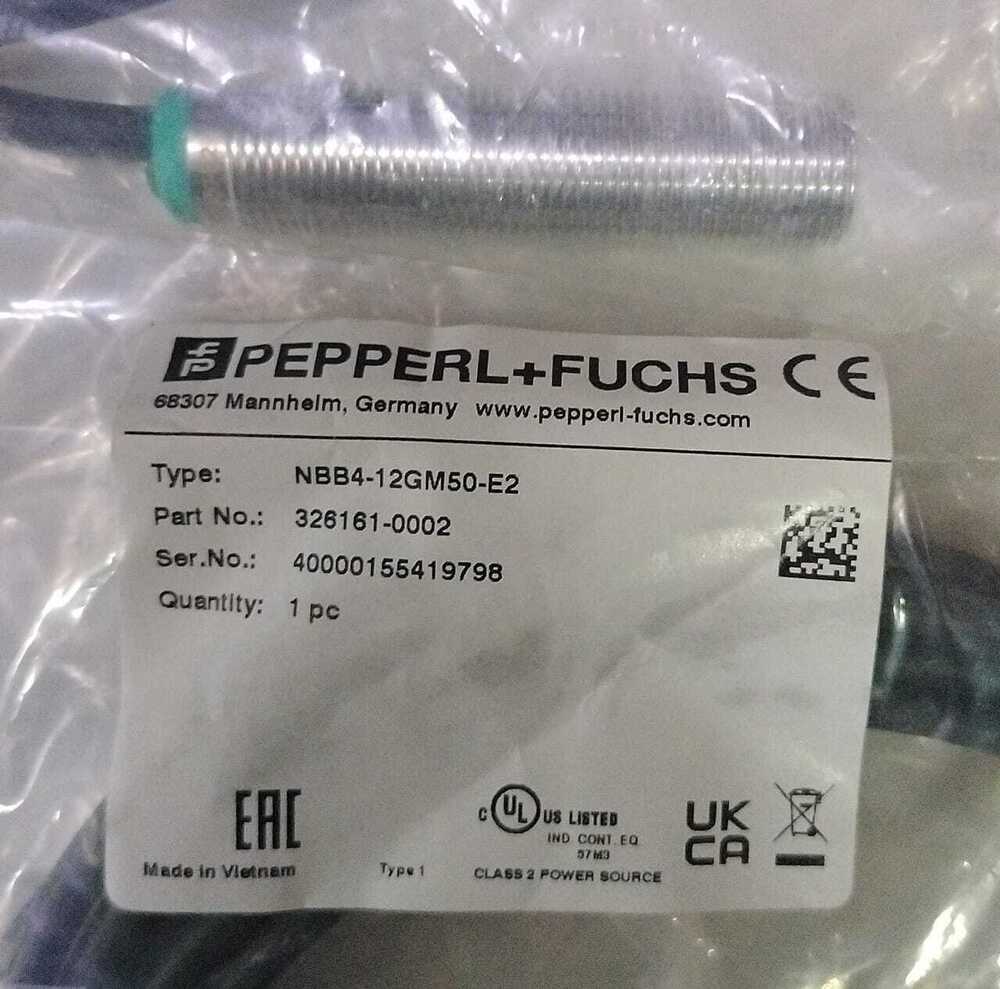 PEPPERL+FUCHS CE
68307 Mannheim, Germany www.pepperl-fuchs.com
Type: NBB4-12GM50-E2
Part No.: 326161-0002
Ser.No.: 40000155419798
Quantity: 1 pc
EAC
Made in Vietnam
Type 1
C UL US LISTED
IND CONT EQ
57M3
CLASS 2 POWER SOURCE
UK
CA